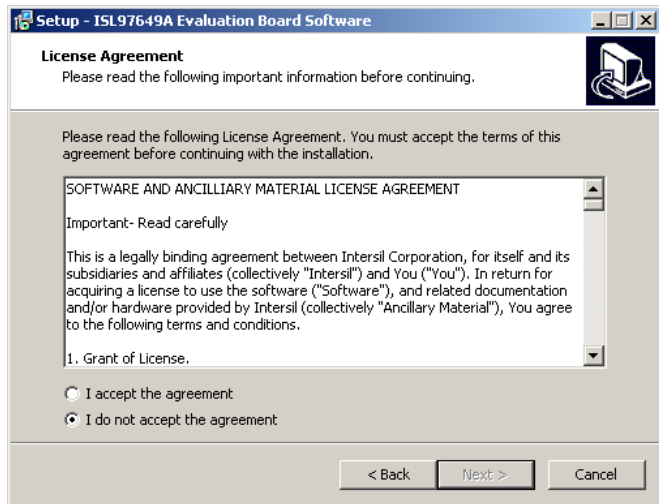 Setup - ISL97649A Evaluation Board Software
License Agreement
Please read the following important information before continuing.
Please read the following License Agreement. You must accept the terms of this
agreement before continuing with the installation.
SOFTWARE AND ANCILLIARY MATERIAL LICENSE AGREEMENT
Important- Read carefully
This is a legally binding agreement between Intersil Corporation, for itself and its
subsidiaries and affiliates (collectively "Intersil") and You ("You"). In return for
acquiring a license to use the software ("Software"), and related documentation
and/or hardware provided by Intersil (collectively "Ancillary Material"), You agree
to the following terms and conditions.
1. Grant of License.
I accept the agreement
I do not accept the agreement
< Back
Next >
Cancel